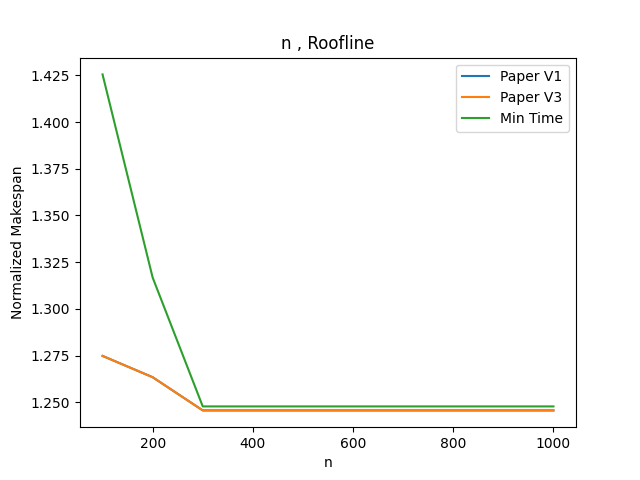 n , Roofline
Paper V1
Paper V3
Min Time
Normalized Makespan
1.425
1.400
1.375
1.350
1.325
1.300
1.275
1.250
200
400
600
800
1000
n